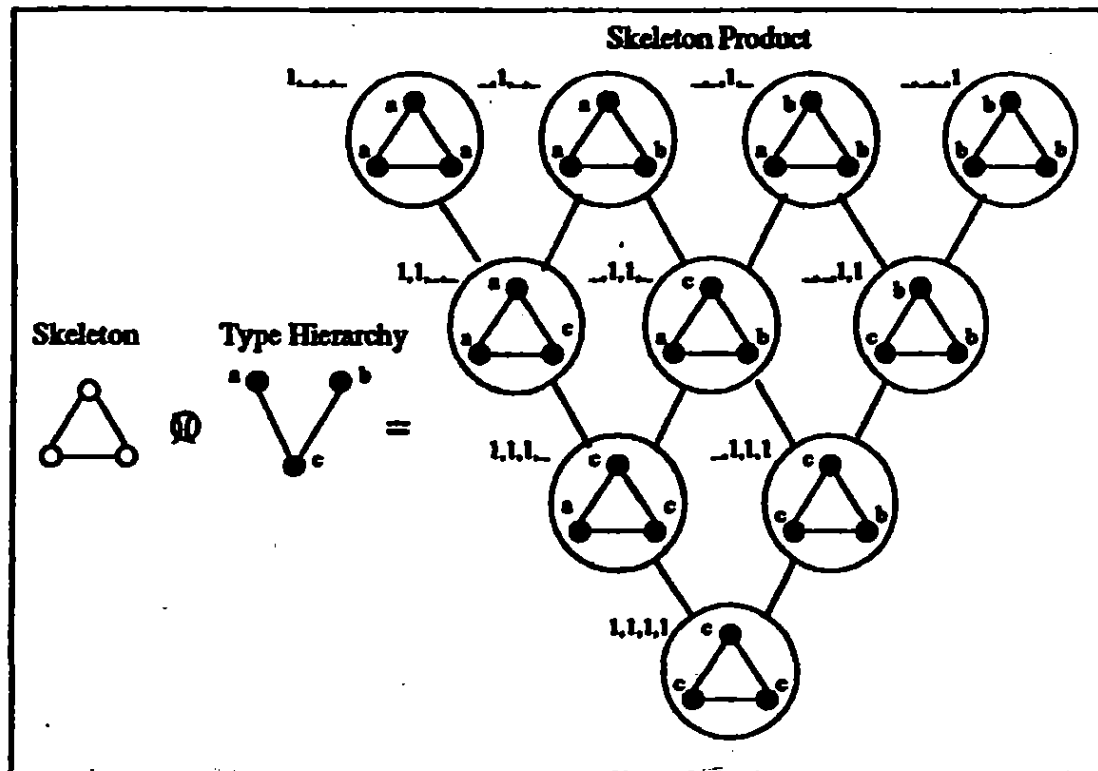 Skeleton Product
1,_,_,_ _,1,_,_ _,_,1,_ _,_,_,1
a a b b
a a a b a b b b
1,1,_,_ _,1,1,_ _,_,1,1
a c b
a c a b c b
Skeleton Type Hierarchy
a b
=
c
1,1,1,_ _,1,1,1
c c
a c c b
1,1,1,1
c
c c